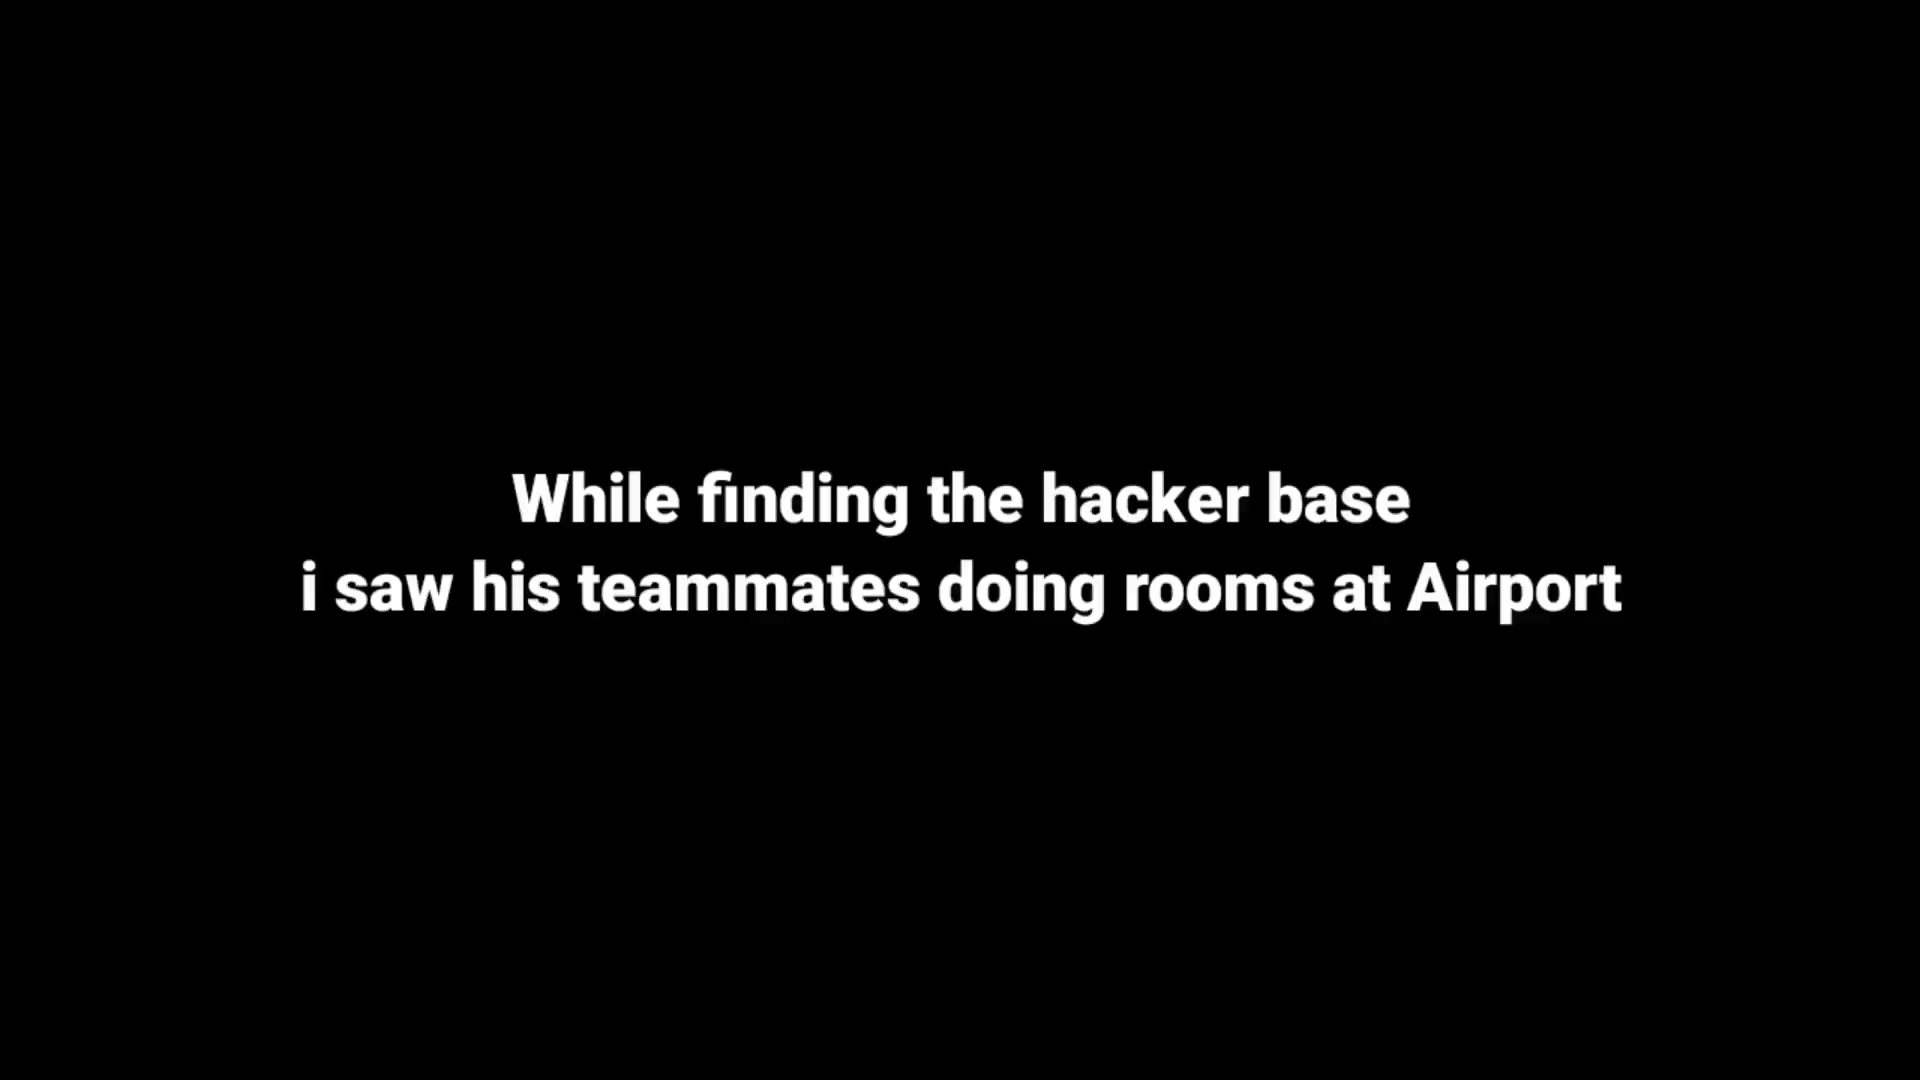 While finding the hacker base
i saw his teammates doing rooms at Airport